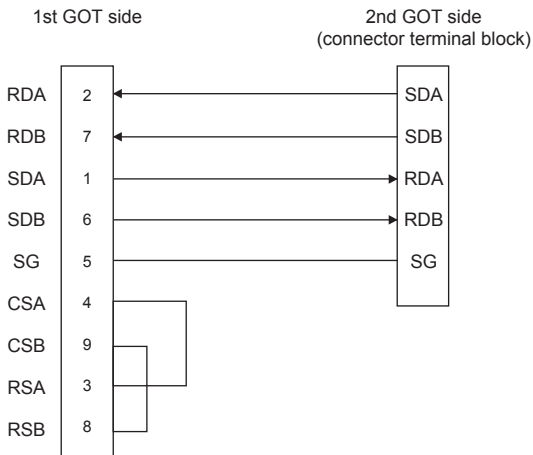 1st GOT side
2nd GOT side
(connector terminal block)
RDA 2 SDA
RDB 7 SDB
SDA 1 RDA
SDB 6 RDB
SG 5 SG
CSA 4
CSB 9
RSA 3
RSB 8